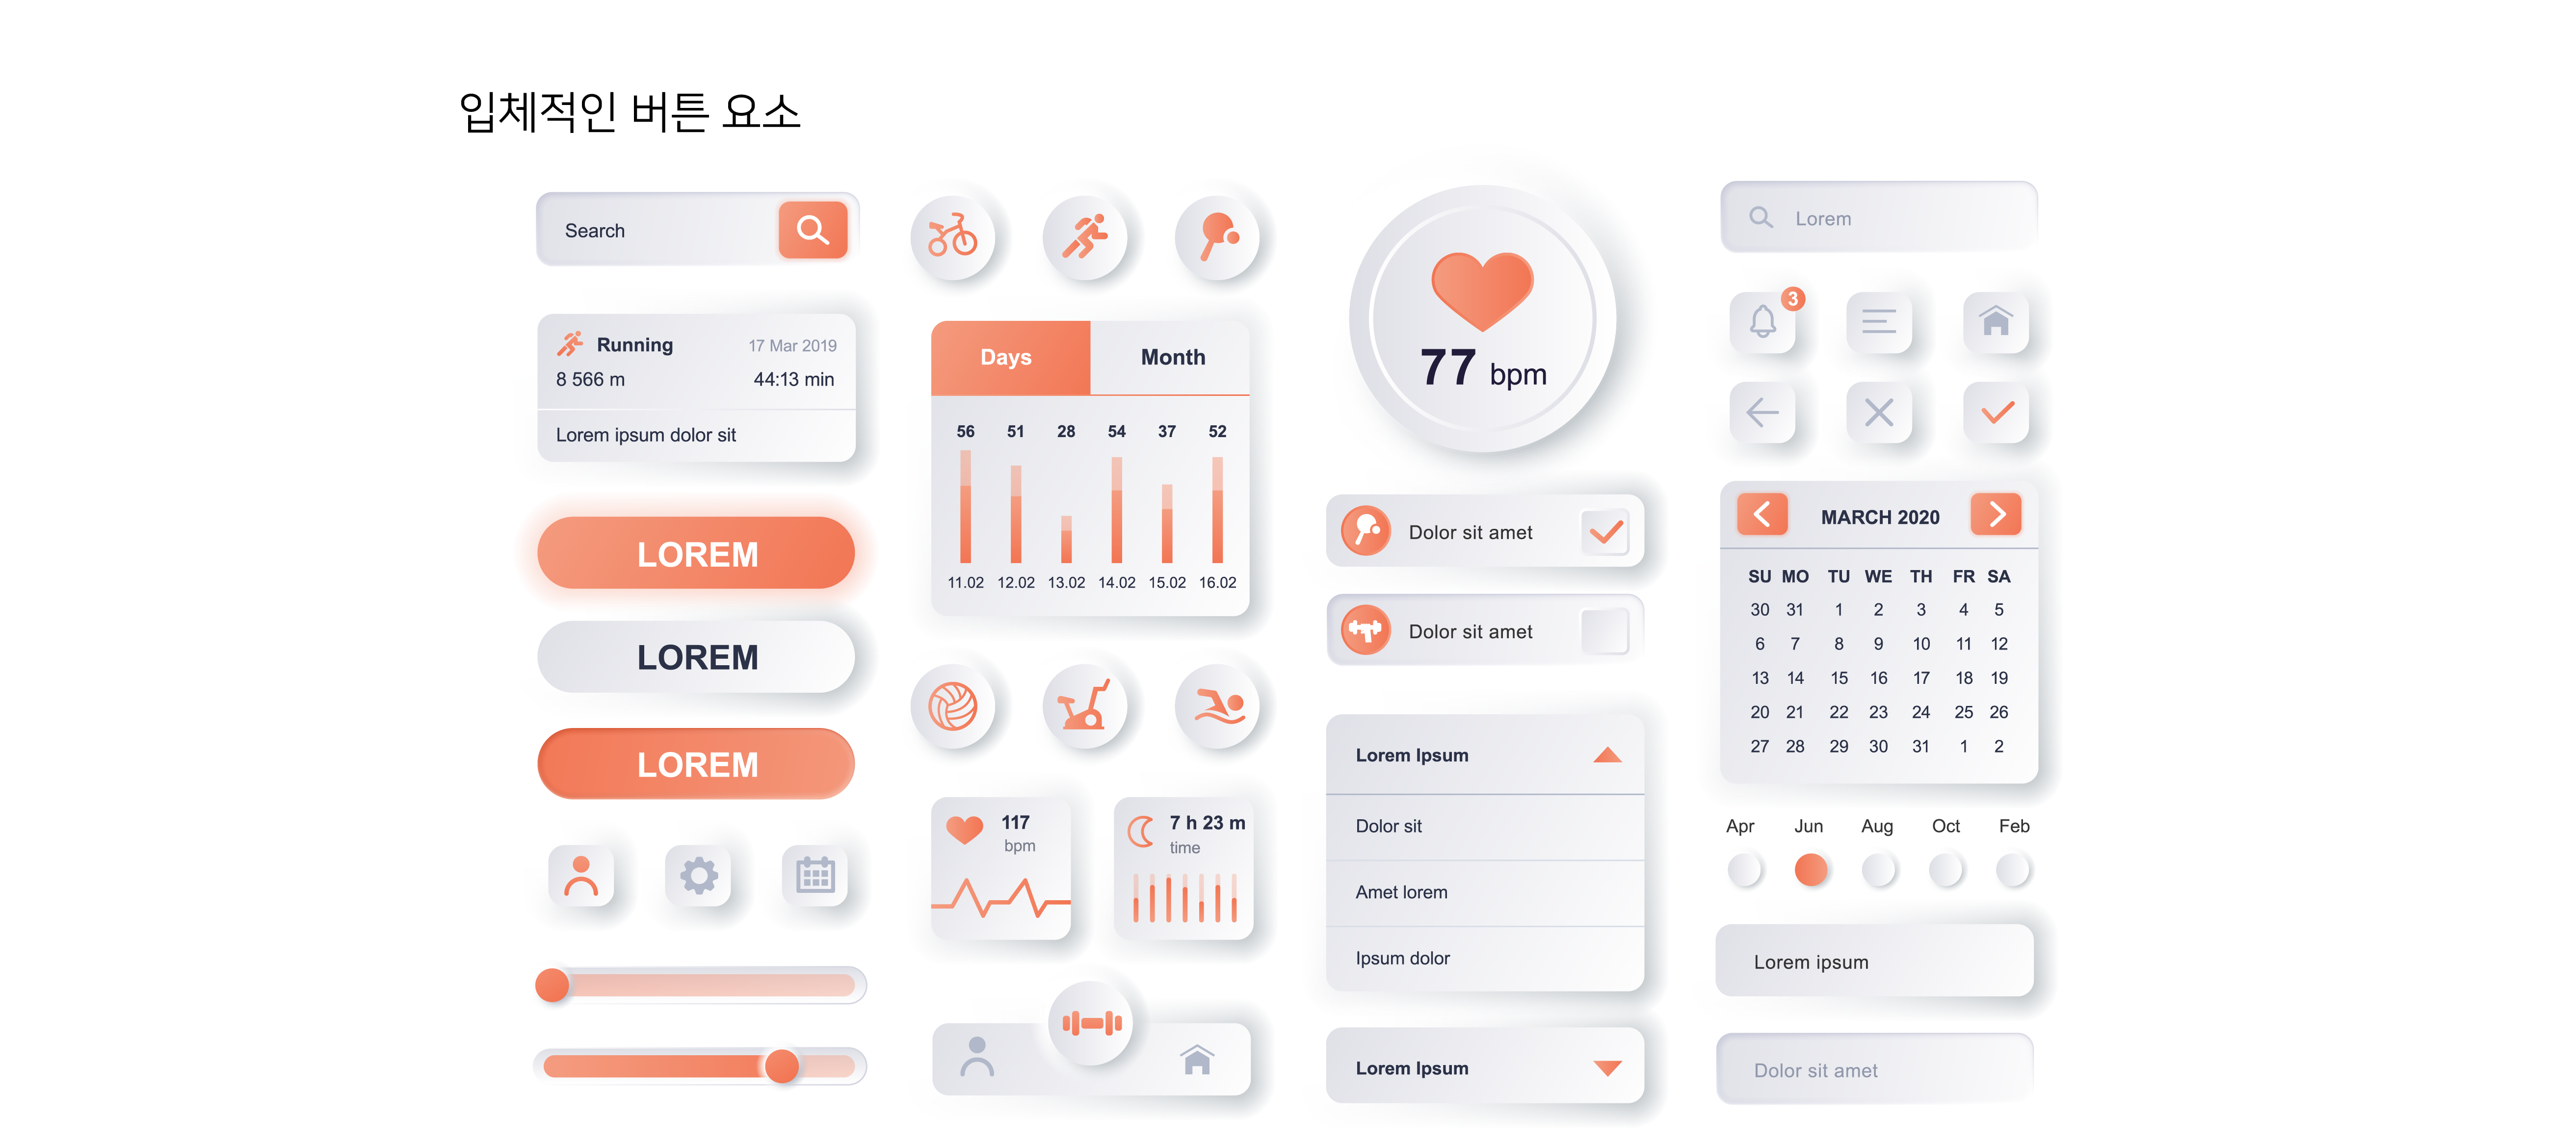 입체적인 버튼 요소
Search
Running 17 Mar 2019
8 566 m 44:13 min
Lorem ipsum dolor sit
LOREM
LOREM
LOREM
Days Month
56 51 28 54 37 52
11.02 12.02 13.02 14.02 15.02 16.02
117
bpm
7 h 23 m
time
77 bpm
Dolor sit amet
Dolor sit amet
Lorem Ipsum
Dolor sit
Amet lorem
Ipsum dolor
Lorem Ipsum
Lorem
3
MARCH 2020
SU MO TU WE TH FR SA
30 31 1 2 3 4 5
6 7 8 9 10 11 12
13 14 15 16 17 18 19
20 21 22 23 24 25 26
27 28 29 30 31 1 2
Apr Jun Aug Oct Feb
Lorem ipsum
Dolor sit amet